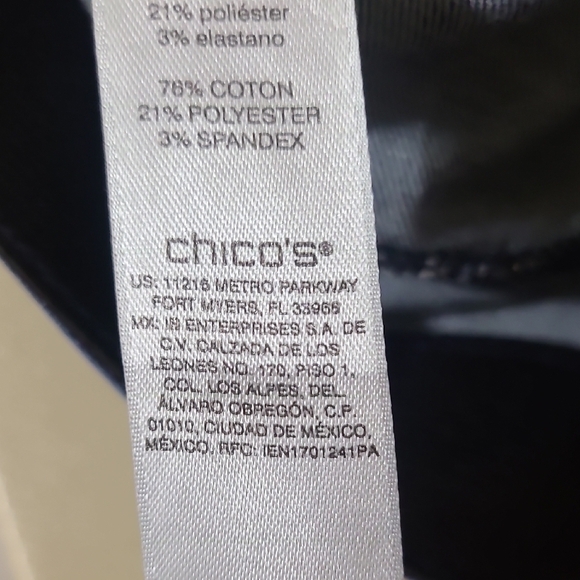 21% poliéster
3% elastano
76% COTON
21% POLYESTER
3% SPANDEX
chico's®
US: 11215 METRO PARKWAY
FORT MYERS, FL 33966
MX: IB ENTERPRISES S.A. DE
C.V. CALZADA DE LOS
LEONES NO. 170, PISO 1,
COL. LOS ALPES, DEL.
ÁLVARO OBREGÓN, C.P.
01010, CIUDAD DE MÉXICO,
MÉXICO. RFC: IEN1701241PA